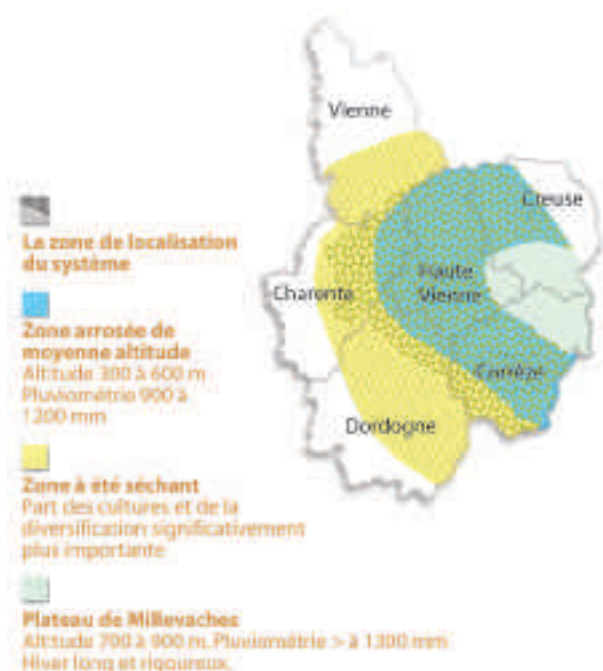 Vienne
Creuse
Haute
Vienne
Charente
Corrèze
Dordogne
La zone de localisation
du système
Zone arrosée de
moyenne altitude
Altitude 300 à 600 m
Pluviométrie 900 à
1200 mm
Zone à été séchant
Part des cultures et de la
diversification significativement
plus importante
Plateau de Millevaches
Altitude 700 à 900 m. Pluviométrie > à 1300 mm
Hiver long et rigoureux.